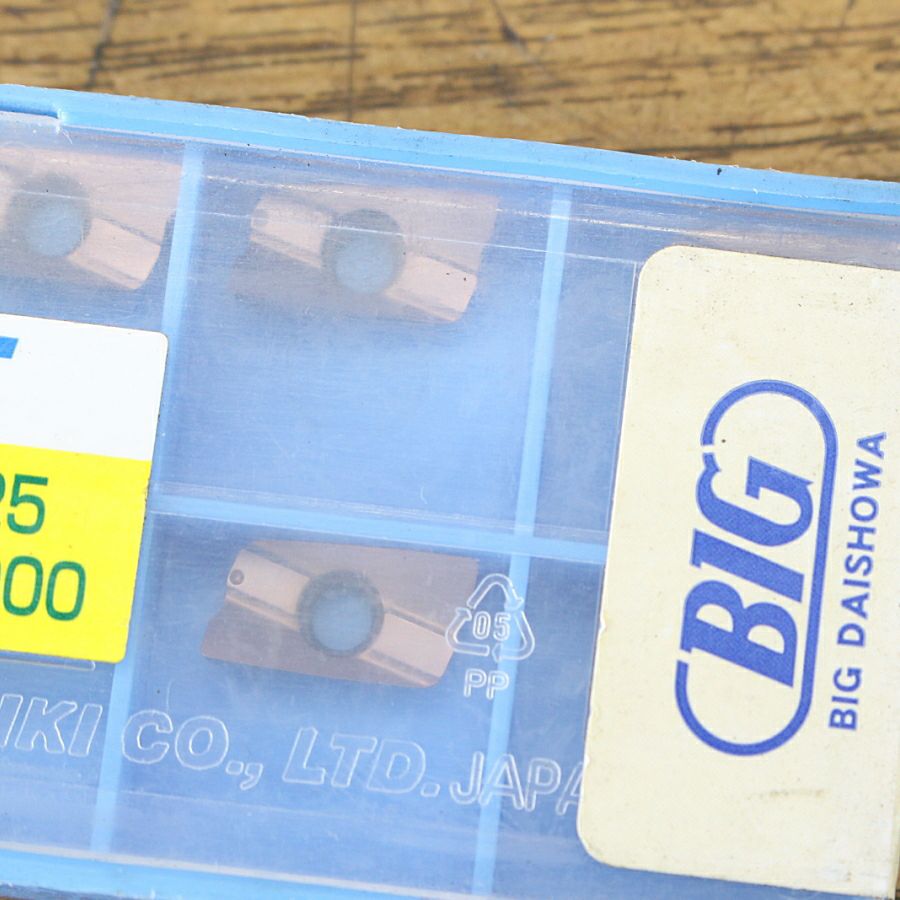 25
000
05
PP
IKI CO., LTD. JAPA
BIG
BIG DAISHOWA